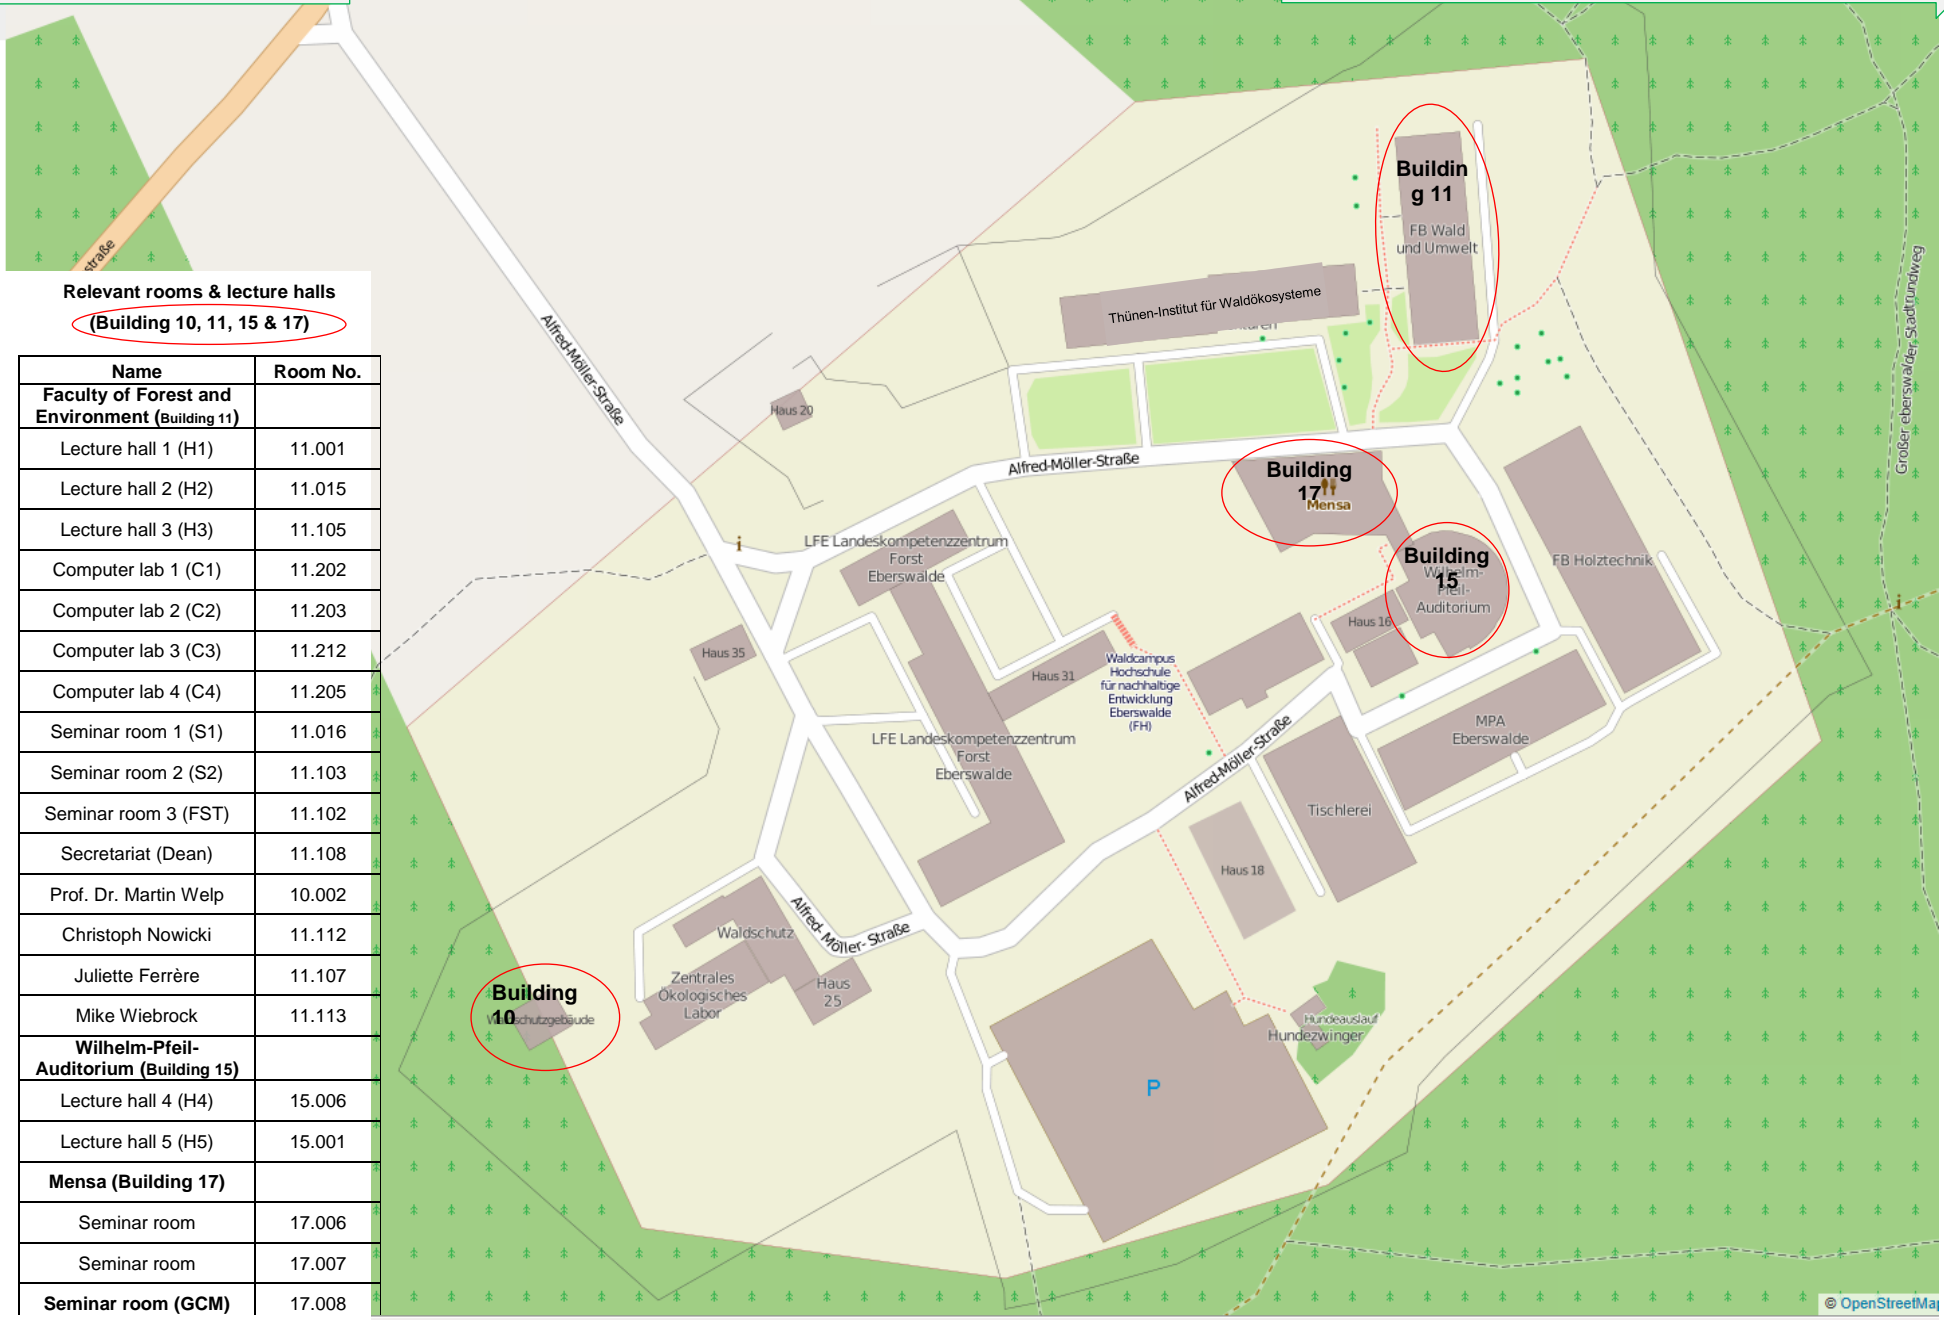 straße
Relevant rooms & lecture halls
(Building 10, 11, 15 & 17)
Name Room No.
Faculty of Forest and
Environment (Building 11)
Lecture hall 1 (H1) 11.001
Lecture hall 2 (H2) 11.015
Lecture hall 3 (H3) 11.105
Computer lab 1 (C1) 11.202
Computer lab 2 (C2) 11.203
Computer lab 3 (C3) 11.212
Computer lab 4 (C4) 11.205
Seminar room 1 (S1) 11.016
Seminar room 2 (S2) 11.103
Seminar room 3 (FST) 11.102
Secretariat (Dean) 11.108
Prof. Dr. Martin Welp 10.002
Christoph Nowicki 11.112
Juliette Ferrère 11.107
Mike Wiebrock 11.113
Wilhelm-Pfeil-
Auditorium (Building 15)
Lecture hall 4 (H4) 15.006
Lecture hall 5 (H5) 15.001
Mensa (Building 17)
Seminar room 17.006
Seminar room 17.007
Seminar room (GCM) 17.008
Buildin
g 11
FB Wald
und Umwelt
Thünen-Institut für Waldökosysteme
Alfred-Möller-Straße
Großer eberswalder Stadtrundweg
Haus 20
Alfred-Möller-Straße
Building
17
Mensa
i
LFE Landeskompetenzzentrum
Forst
Eberswalde
Building
15
Wilhelm-
Pfeil-
Auditorium
FB Holztechnik
i
Haus 16
Haus 35
Haus 31
Waldcampus
Hochschule
für nachhaltige
Entwicklung
Eberswalde
(FH)
LFE Landeskompetenzzentrum
Forst
Eberswalde
MPA
Eberswalde
Alfred-Möller-Straße
Tischlerei
Haus 18
Alfred- Möller- Straße
Waldschutz
Zentrales
Ökologisches
Labor
Haus
25
Building
10
Waldschutzgebäude
Hundeauslauf
Hundezwinger
P
© OpenStreetMap